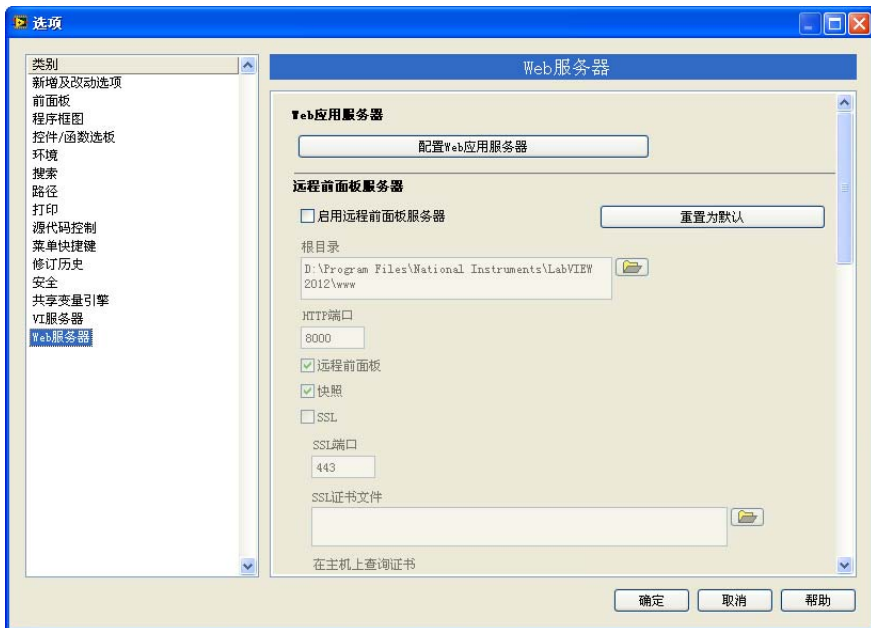 选项
类别
新增及改动选项
前面板
程序框图
控件/函数选板
环境
搜索
路径
打印
源代码控制
菜单快捷键
修订历史
安全
共享变量引擎
VI服务器
Web服务器
Web服务器
Web应用服务器
配置Web应用服务器
远程前面板服务器
启用远程前面板服务器
重置为默认
根目录
D:\Program Files\National Instruments\LabVIEW
2012\www
HTTP端口
8000
远程前面板
快照
SSL
SSL端口
443
SSL证书文件
在主机上查询证书
确定
取消
帮助